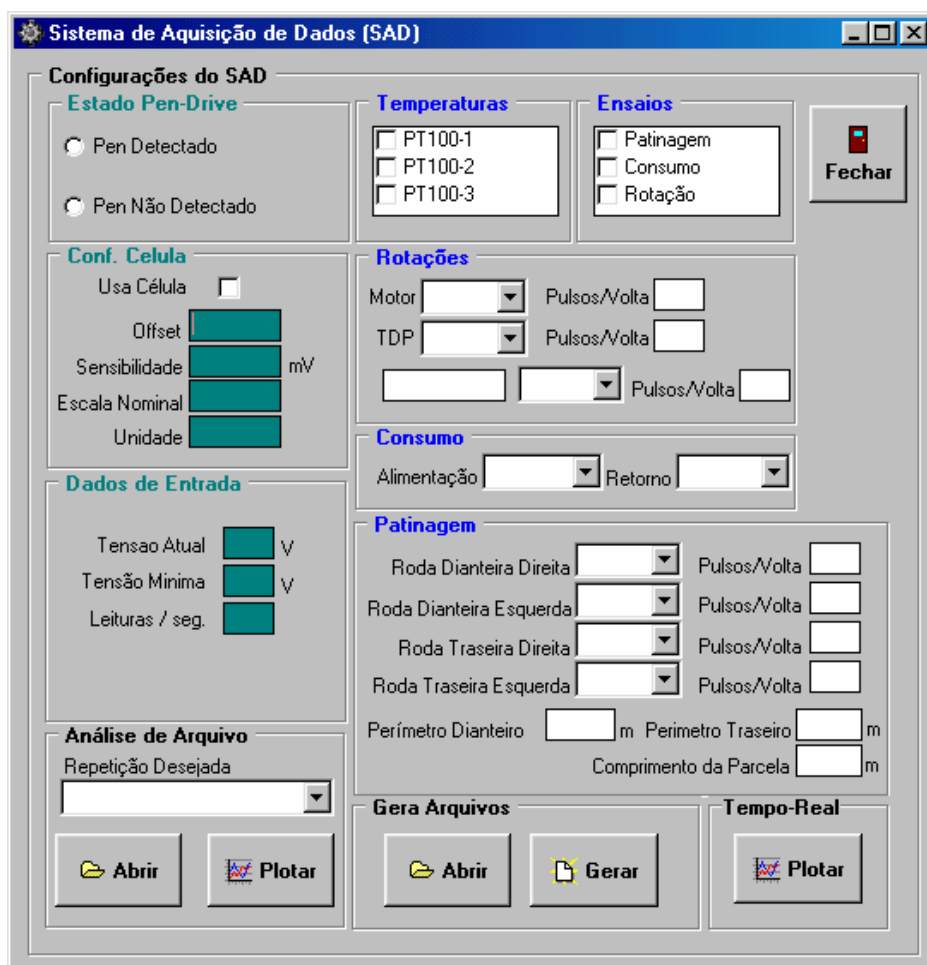 Sistema de Aquisição de Dados (SAD)
Configurações do SAD
Estado Pen-Drive
Pen Detectado
Pen Não Detectado
Temperaturas
PT100-1
PT100-2
PT100-3
Ensaios
Patinagem
Consumo
Rotação
Fechar
Conf. Celula
Usa Célula
Offset
Sensibilidade mV
Escala Nominal
Unidade
Rotações
Motor Pulsos/Volta
TDP Pulsos/Volta
Pulsos/Volta
Consumo
Alimentação Retorno
Dados de Entrada
Tensao Atual V
Tensão Minima V
Leituras / seg.
Patinagem
Roda Dianteira Direita Pulsos/Volta
Roda Dianteira Esquerda Pulsos/Volta
Roda Traseira Direita Pulsos/Volta
Roda Traseira Esquerda Pulsos/Volta
Perímetro Dianteiro m Perimetro Traseiro m
Comprimento da Parcela m
Análise de Arquivo
Repetição Desejada
Abrir Plotar
Gera Arquivos
Abrir Gerar
Tempo-Real
Plotar